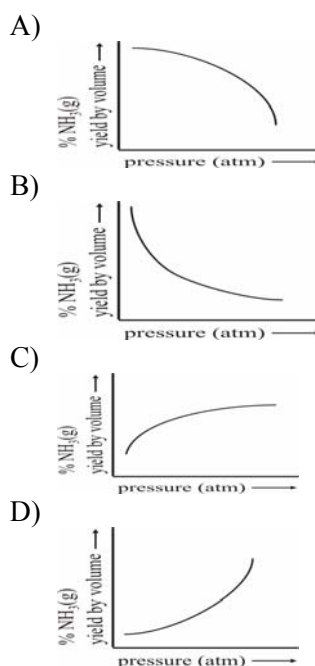 A)
% NH3(g)
yield by volume →
pressure (atm) →
B)
% NH3(g)
yield by volume →
pressure (atm) →
C)
% NH3(g)
yield by volume →
pressure (atm) →
D)
% NH3(g)
yield by volume →
pressure (atm) →